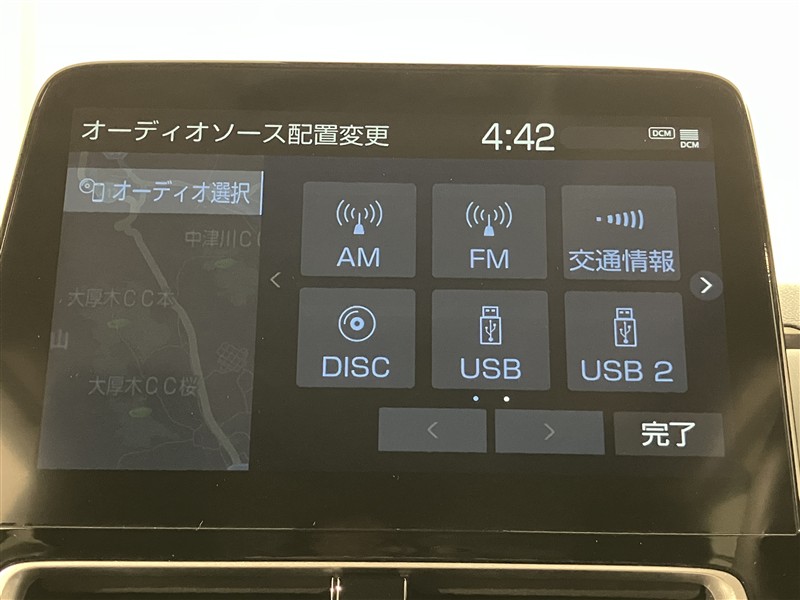 オーディオソース配置変更
4:42
DCM
DCM
オーディオ選択
中津川CC
大厚木CC本
山
大厚木CC桜
AM
FM
交通情報
DISC
USB
USB 2
完了